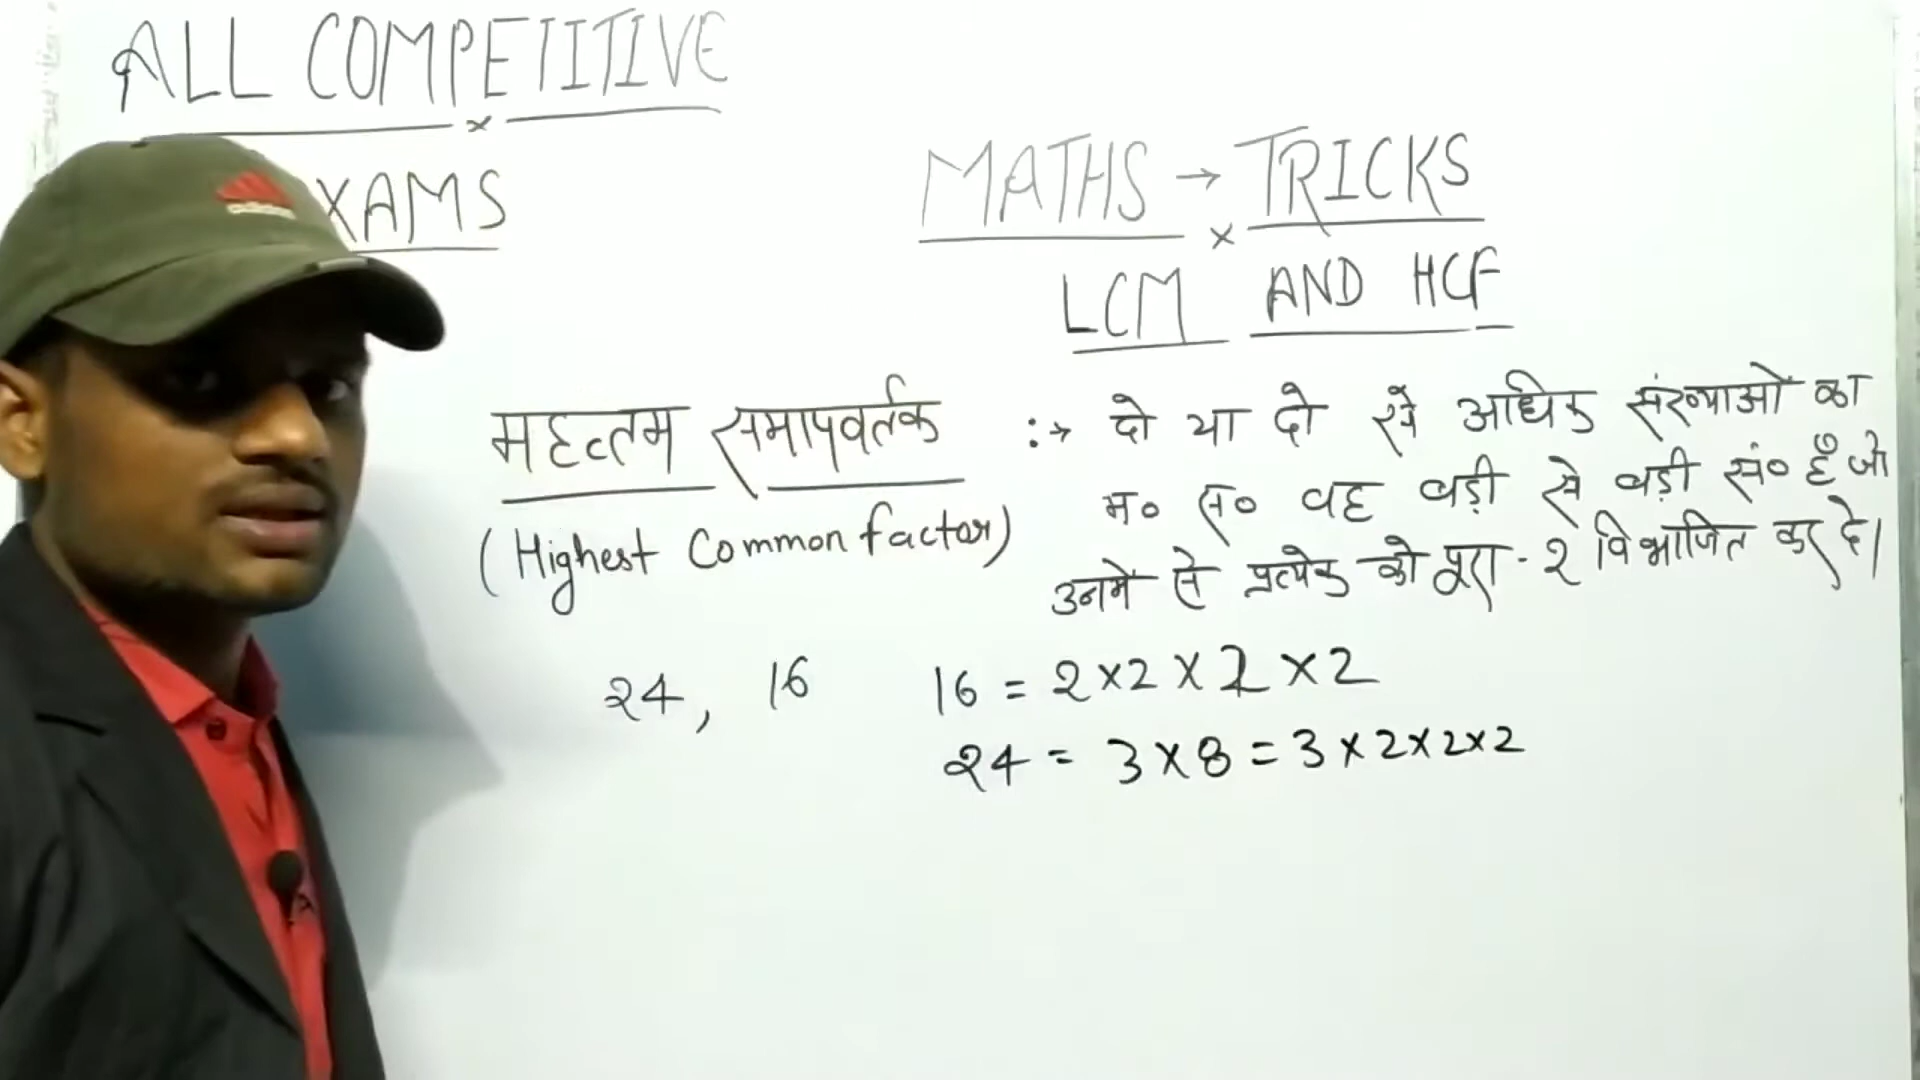 ALL COMPETITIVE
XAMS
MATHS → TRICKS
LCM AND HCF
महत्तम समापवर्तक :→ दो या दो से अधिक संख्याओं का
म० स० वह बड़ी से बड़ी सं० है जो
(Highest Common factor)
उनमें से प्रत्येक को पूरा-२ विभाजित कर दे।
24, 16
16 = 2×2×2×2
24 = 3×8 = 3×2×2×2
adidas